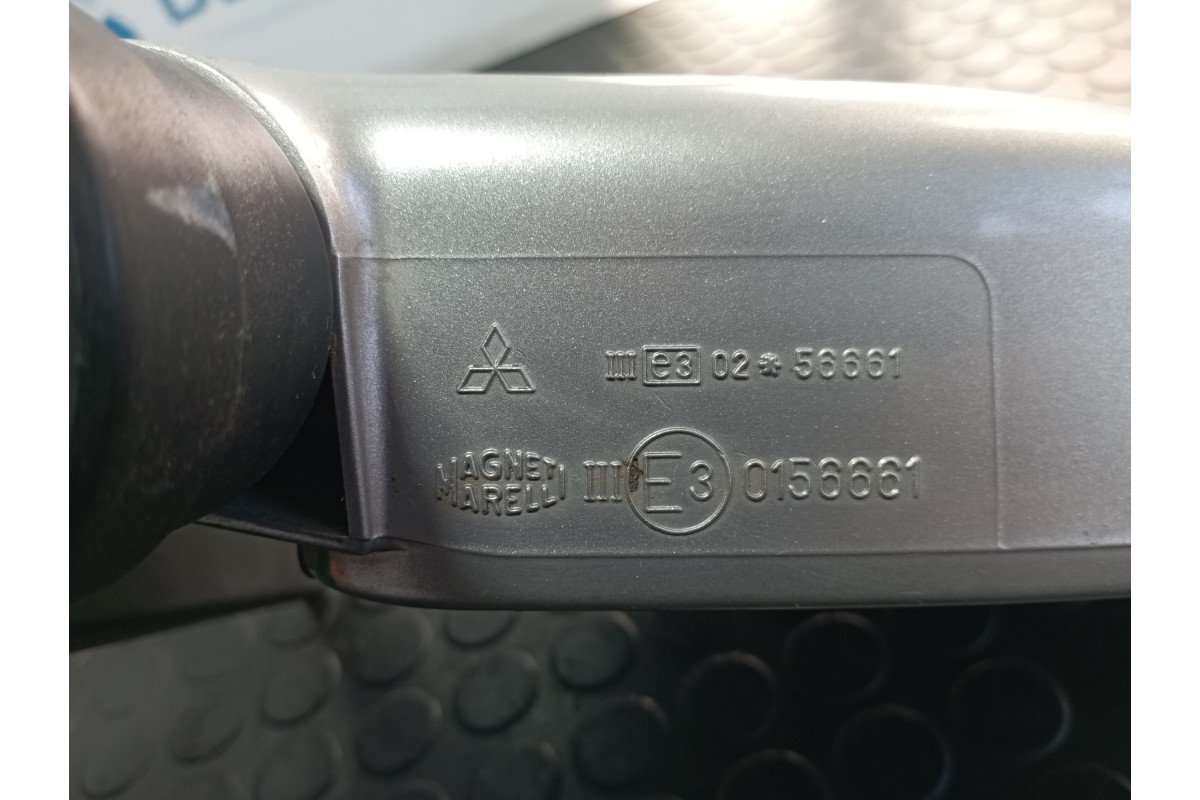 III e3 02*56661
MAGNETI
MARELLI
III E3 0156661